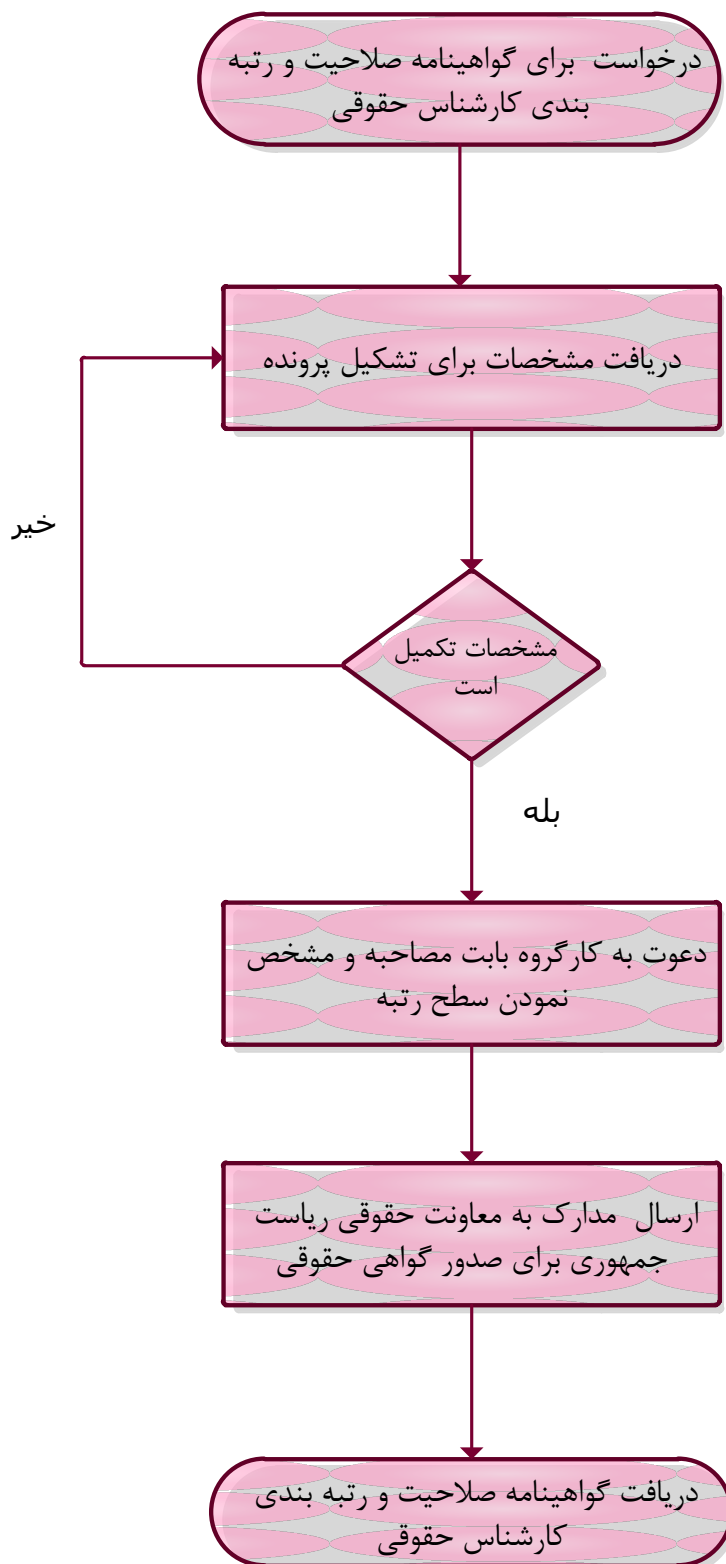 درخواست برای گواهینامه صلاحیت و رتبه
بندی کارشناس حقوقی
دریافت مشخصات برای تشکیل پرونده
خیر
مشخصات تکمیل
است
بله
دعوت به کارگروه بابت مصاحبه و مشخص
نمودن سطح رتبه
ارسال مدارک به معاونت حقوقی ریاست
جمهوری برای صدور گواهی حقوقی
دریافت گواهینامه صلاحیت و رتبه بندی
کارشناس حقوقی